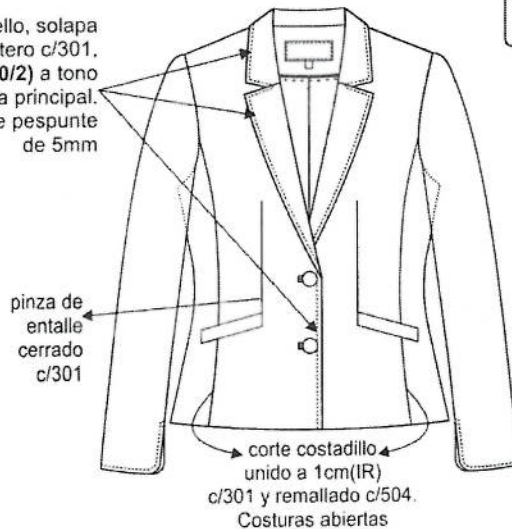 ello, solapa
tero c/301,
0/2) a tono
a principal.
e pespunte
de 5mm
pinza de
entalle
cerrado
c/301
corte costadillo
unido a 1cm(IR)
c/301 y remallado c/504.
Costuras abiertas